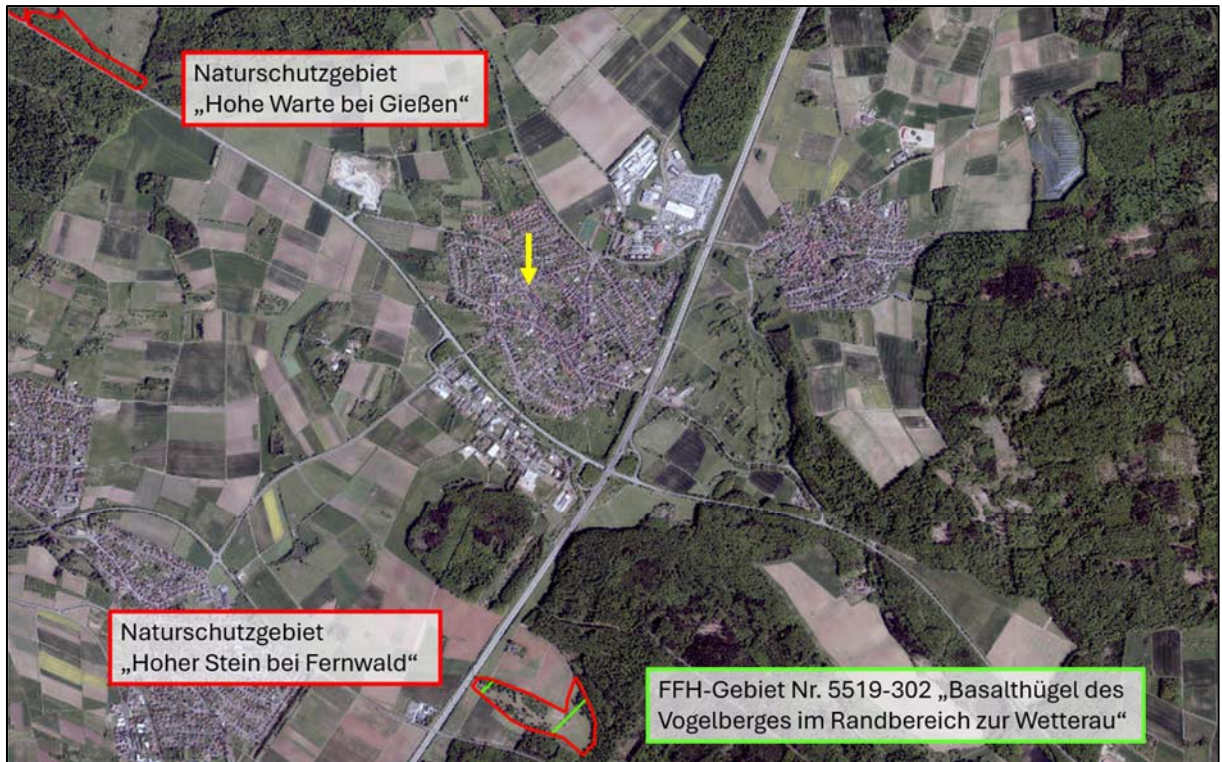 Naturschutzgebiet
„Hohe Warte bei Gießen“
Naturschutzgebiet
„Hoher Stein bei Fernwald“
FFH-Gebiet Nr. 5519-302 „Basalthügel des
Vogelberges im Randbereich zur Wetterau“